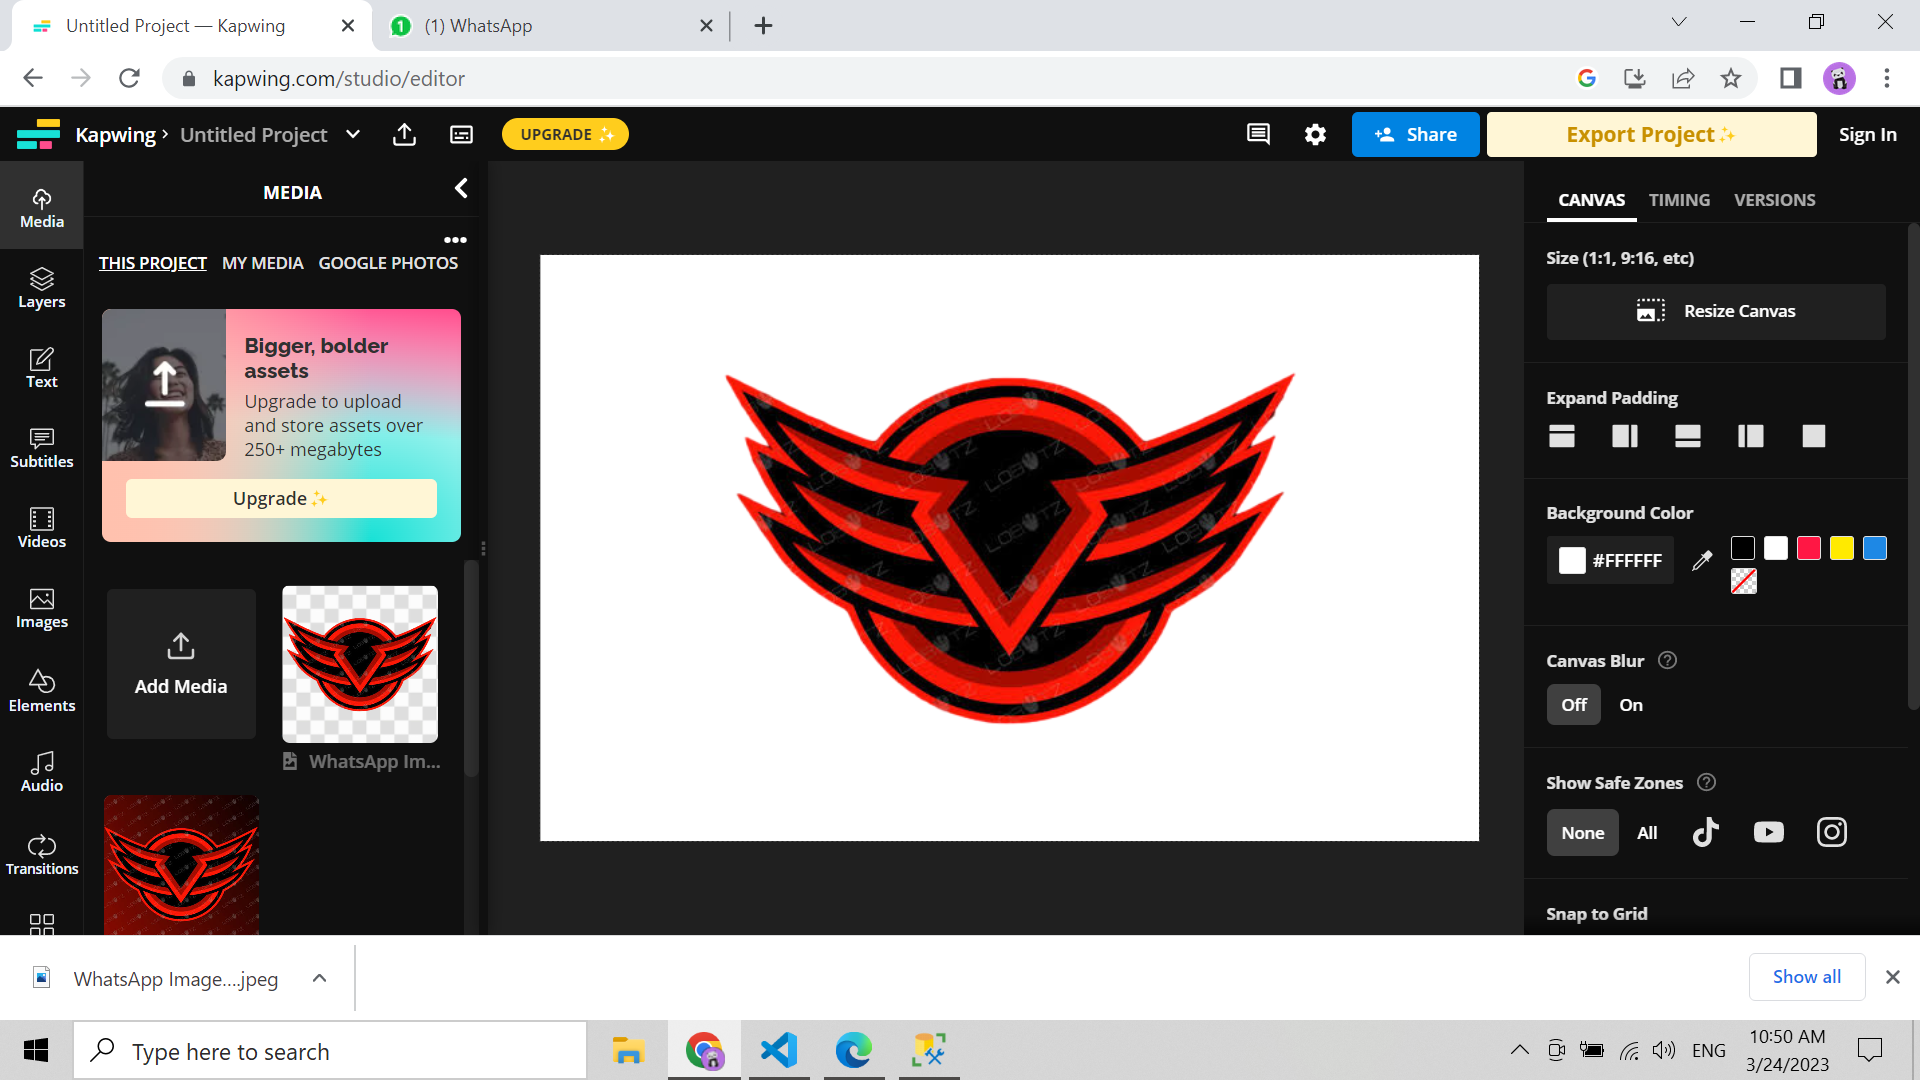 Untitled Project — Kapwing
(1) WhatsApp
kapwing.com/studio/editor
Kapwing › Untitled Project
UPGRADE
Share
Export Project
Sign In
Media
Layers
Text
Subtitles
Videos
Images
Elements
Audio
Transitions
MEDIA
THIS PROJECT MY MEDIA GOOGLE PHOTOS
Bigger, bolder
assets
Upgrade to upload
and store assets over
250+ megabytes
Upgrade
Add Media
WhatsApp Im...
LOBOTZ
CANVAS TIMING VERSIONS
Size (1:1, 9:16, etc)
Resize Canvas
Expand Padding
Background Color
#FFFFFF
Canvas Blur
Off On
Show Safe Zones
None All
Snap to Grid
WhatsApp Image....jpeg
Show all
Type here to search
ENG
10:50 AM
3/24/2023